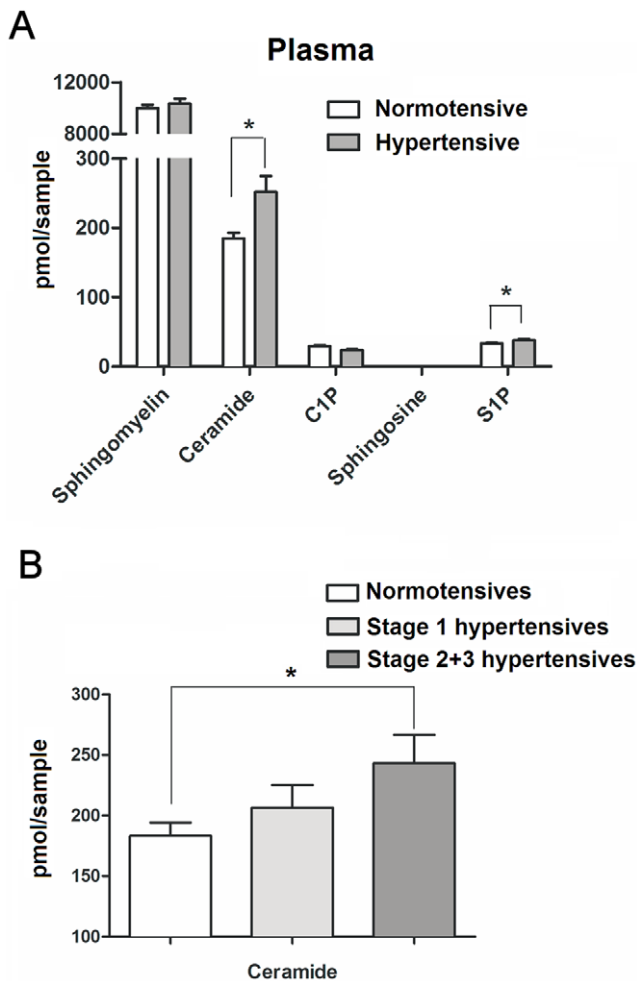 A
Plasma
12000
8000
300
200
100
0
pmol/sample
Normotensive
Hypertensive
*
*
Sphingomyelin
Ceramide
C1P
Sphingosine
S1P
B
Normotensives
Stage 1 hypertensives
Stage 2+3 hypertensives
*
300
250
200
150
100
pmol/sample
Ceramide